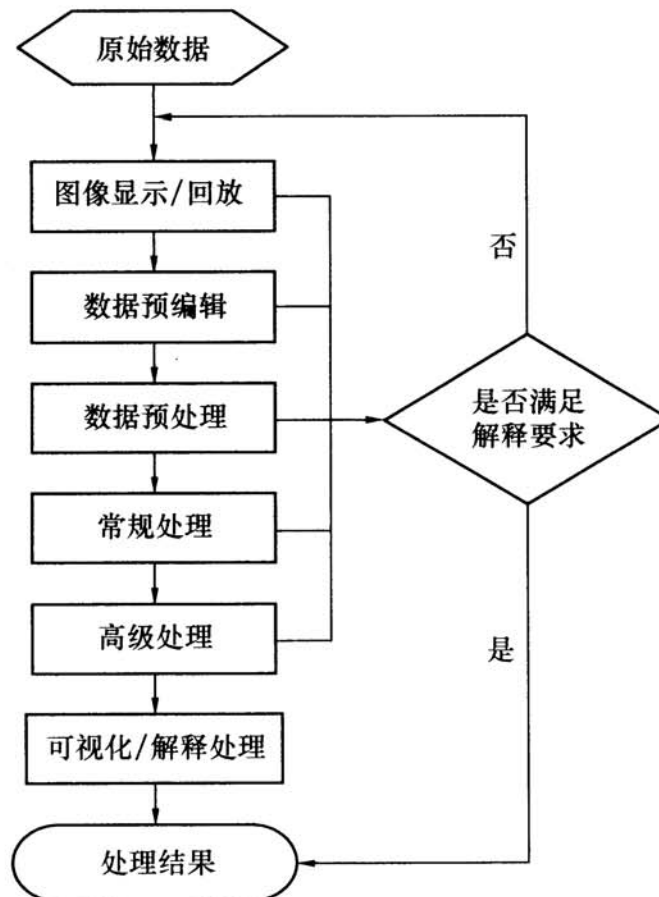 原始数据
图像显示/回放
否
数据预编辑
数据预处理
是否满足
解释要求
常规处理
高级处理
是
可视化/解释处理
处理结果